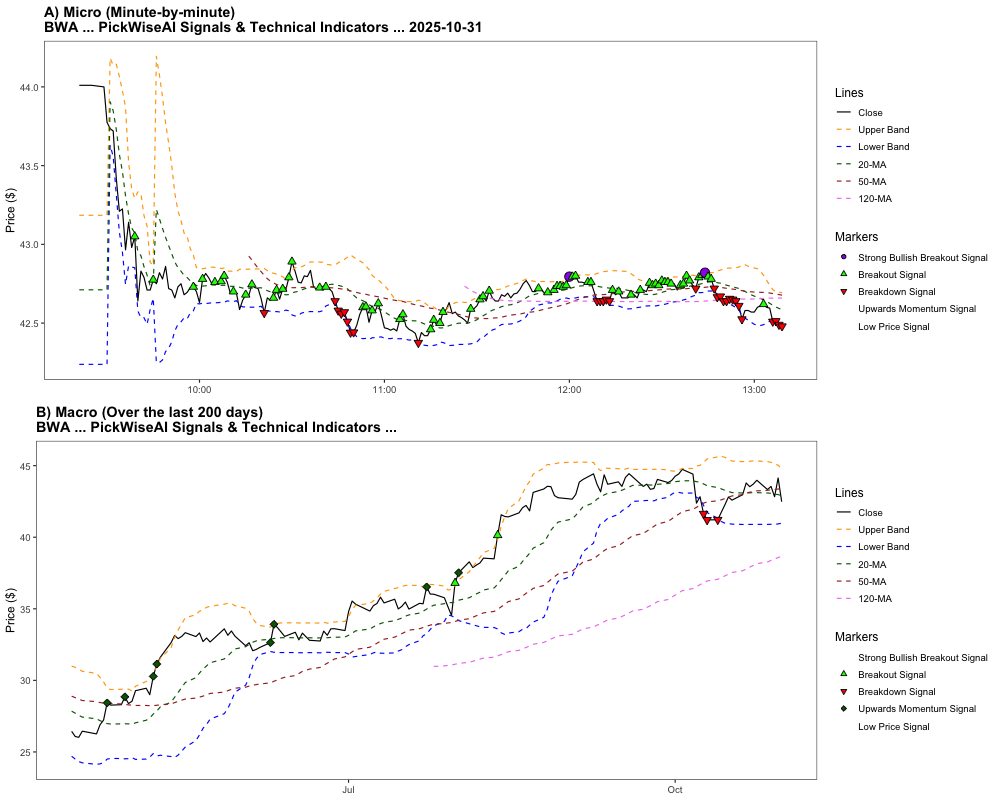 A) Micro (Minute-by-minute)
BWA ... PickWiseAI Signals & Technical Indicators ... 2025-10-31
Price ($)
44.0
43.5
43.0
42.5
10:00
11:00
12:00
13:00
Lines
Close
Upper Band
Lower Band
20-MA
50-MA
120-MA
Markers
Strong Bullish Breakout Signal
Breakout Signal
Breakdown Signal
Upwards Momentum Signal
Low Price Signal
B) Macro (Over the last 200 days)
BWA ... PickWiseAI Signals & Technical Indicators ...
Price ($)
45
40
35
30
25
Jul
Oct
Lines
Close
Upper Band
Lower Band
20-MA
50-MA
120-MA
Markers
Strong Bullish Breakout Signal
Breakout Signal
Breakdown Signal
Upwards Momentum Signal
Low Price Signal